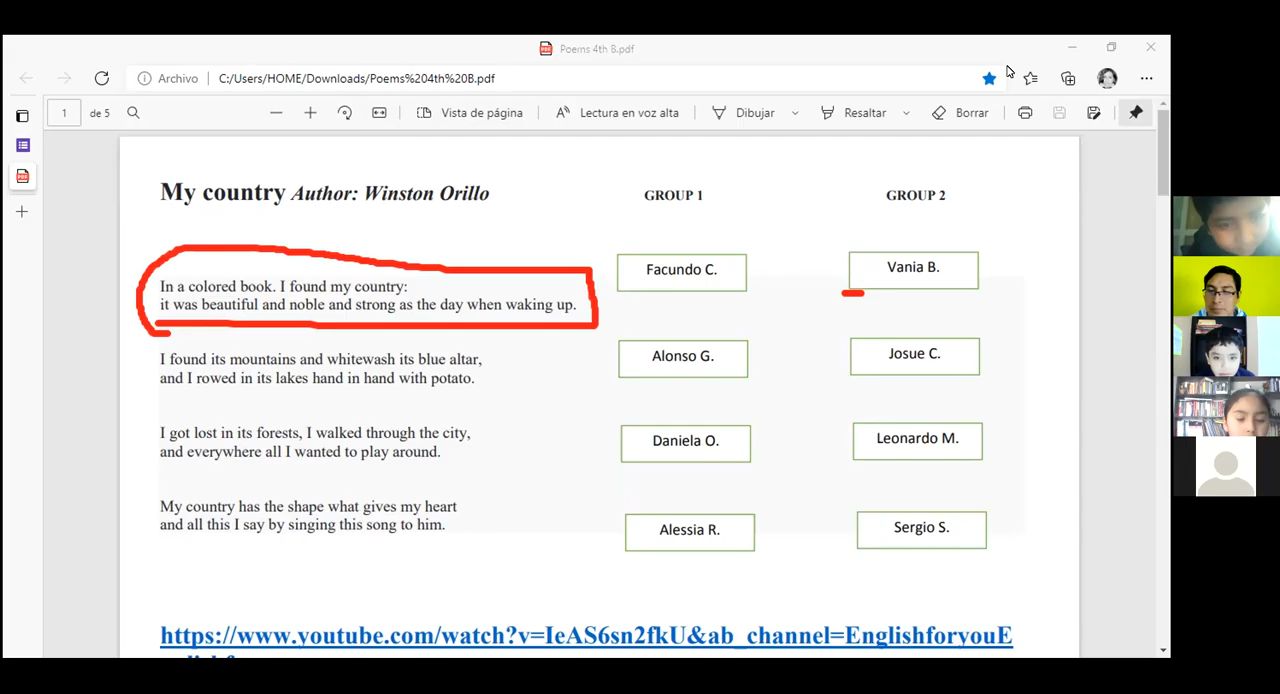 Poems 4th B.pdf
Archivo C:/Users/HOME/Downloads/Poems%204th%20B.pdf
1 de 5 Vista de página Lectura en voz alta Dibujar Resaltar Borrar
My country Author: Winston Orillo GROUP 1 GROUP 2
In a colored book. I found my country:
it was beautiful and noble and strong as the day when waking up.
Facundo C. Vania B.
I found its mountains and whitewash its blue altar,
and I rowed in its lakes hand in hand with potato.
Alonso G. Josue C.
I got lost in its forests, I walked through the city,
and everywhere all I wanted to play around.
Daniela O. Leonardo M.
My country has the shape what gives my heart
and all this I say by singing this song to him.
Alessia R. Sergio S.
https://www.youtube.com/watch?v=IeAS6sn2fkU&ab_channel=EnglishforyouE